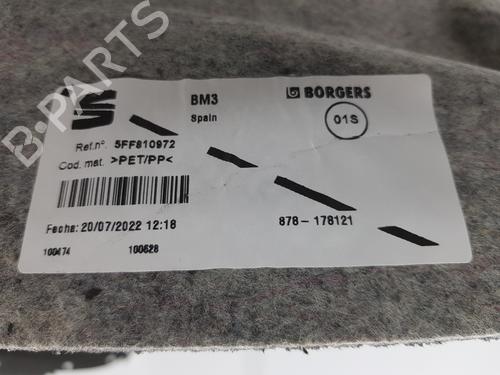 BM3
BORGERS
Spain
01S
Ref.nº. 5FF810972
Cod. mat. >PET/PP<
Fecha: 20/07/2022 12:18
878-178121
100474
100528
B-PARTS